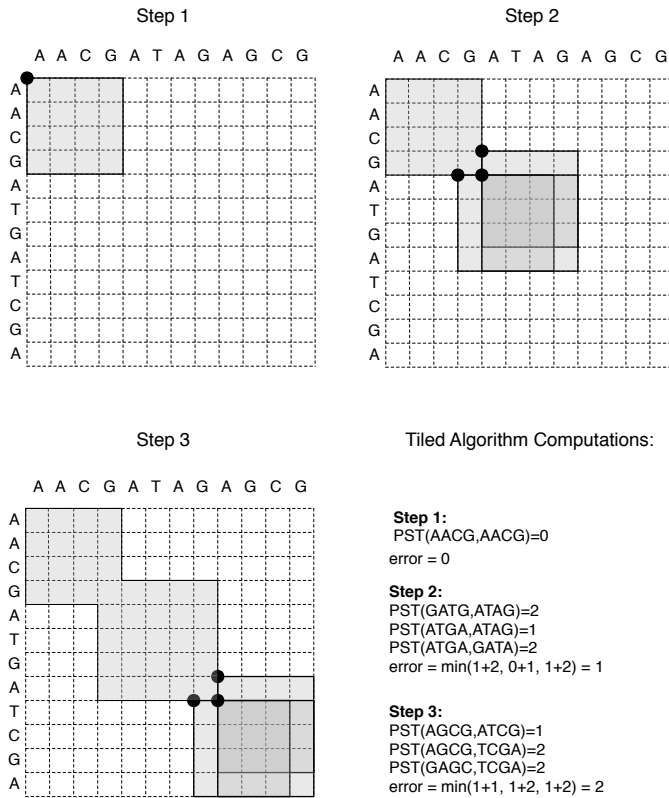 Step 1
A A C G A T A G A G C G
A
A
C
G
A
T
G
A
T
C
G
A
Step 2
A A C G A T A G A G C G
A
A
C
G
A
T
G
A
T
C
G
A
Step 3
A A C G A T A G A G C G
A
A
C
G
A
T
G
A
T
C
G
A
Tiled Algorithm Computations:
Step 1:
PST(AACG,AACG)=0
error = 0
Step 2:
PST(GATG,ATAG)=2
PST(ATGA,ATAG)=1
PST(ATGA,GATA)=2
error = min(1+2, 0+1, 1+2) = 1
Step 3:
PST(AGCG,ATCG)=1
PST(AGCG,TCGA)=2
PST(GAGC,TCGA)=2
error = min(1+1, 1+2, 1+2) = 2